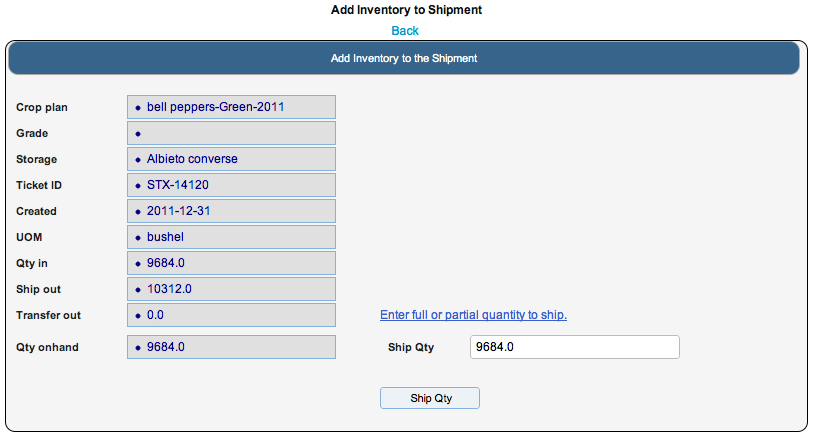 Add Inventory to Shipment
Back
Add Inventory to the Shipment
Crop plan • bell peppers-Green-2011
Grade •
Storage • Albieto converse
Ticket ID • STX-14120
Created • 2011-12-31
UOM • bushel
Qty in • 9684.0
Ship out • 10312.0
Transfer out • 0.0 Enter full or partial quantity to ship.
Qty onhand • 9684.0 Ship Qty 9684.0
Ship Qty